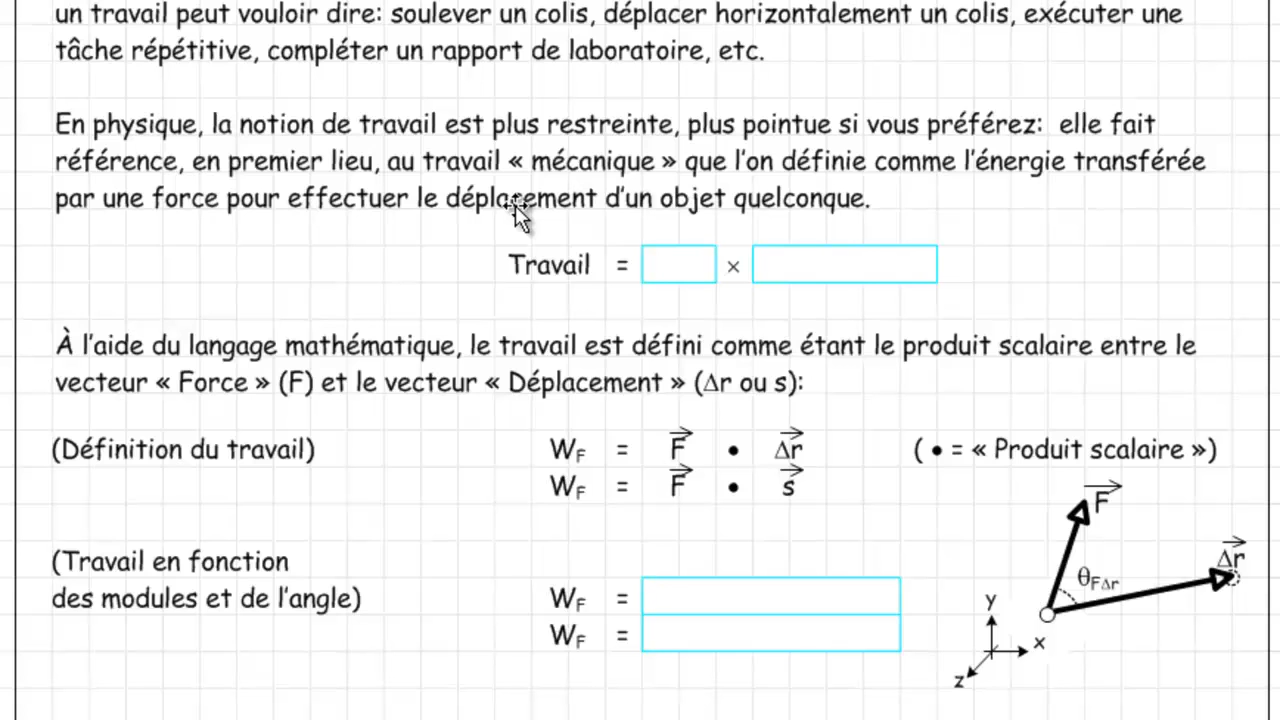 un travail peut vouloir dire: soulever un colis, déplacer horizontalement un colis, exécuter une
tâche répétitive, compléter un rapport de laboratoire, etc.
En physique, la notion de travail est plus restreinte, plus pointue si vous préférez: elle fait
référence, en premier lieu, au travail « mécanique » que l'on définie comme l'énergie transférée
par une force pour effectuer le déplacement d'un objet quelconque.
Travail = ×
À l'aide du langage mathématique, le travail est défini comme étant le produit scalaire entre le
vecteur « Force » (F) et le vecteur « Déplacement » (∆r ou s):
(Définition du travail) W_F = F⃗ • ∆r⃗ ( • = « Produit scalaire »)
W_F = F⃗ • s⃗
F⃗
∆r⃗
θ_F∆r
(Travail en fonction
des modules et de l'angle) W_F =
W_F =
y
x
z